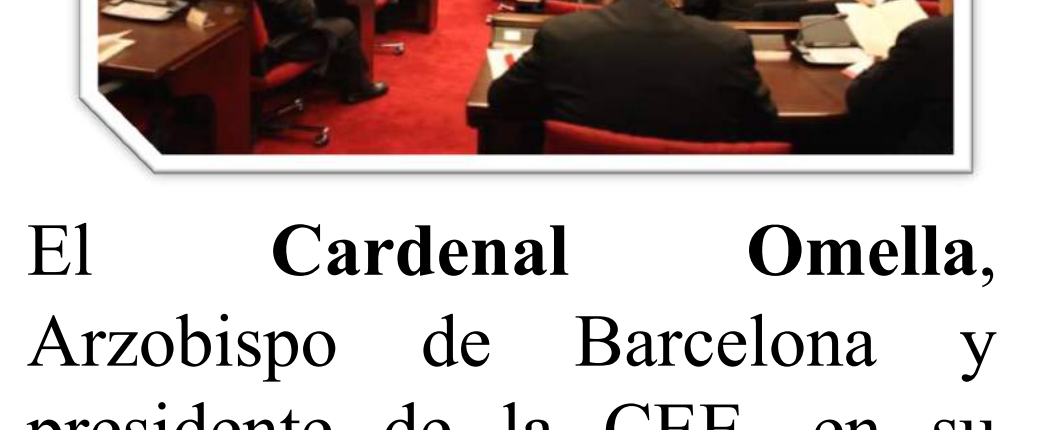 El Cardenal Omella,
Arzobispo de Barcelona y
presidente de la CEE, en su